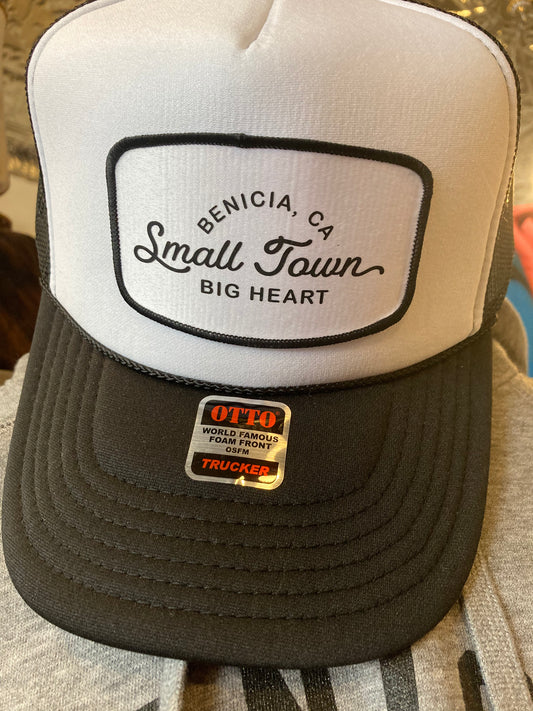 BENICIA, CA
Small Town
BIG HEART
OTTO
WORLD FAMOUS
FOAM FRONT
OSFM
TRUCKER